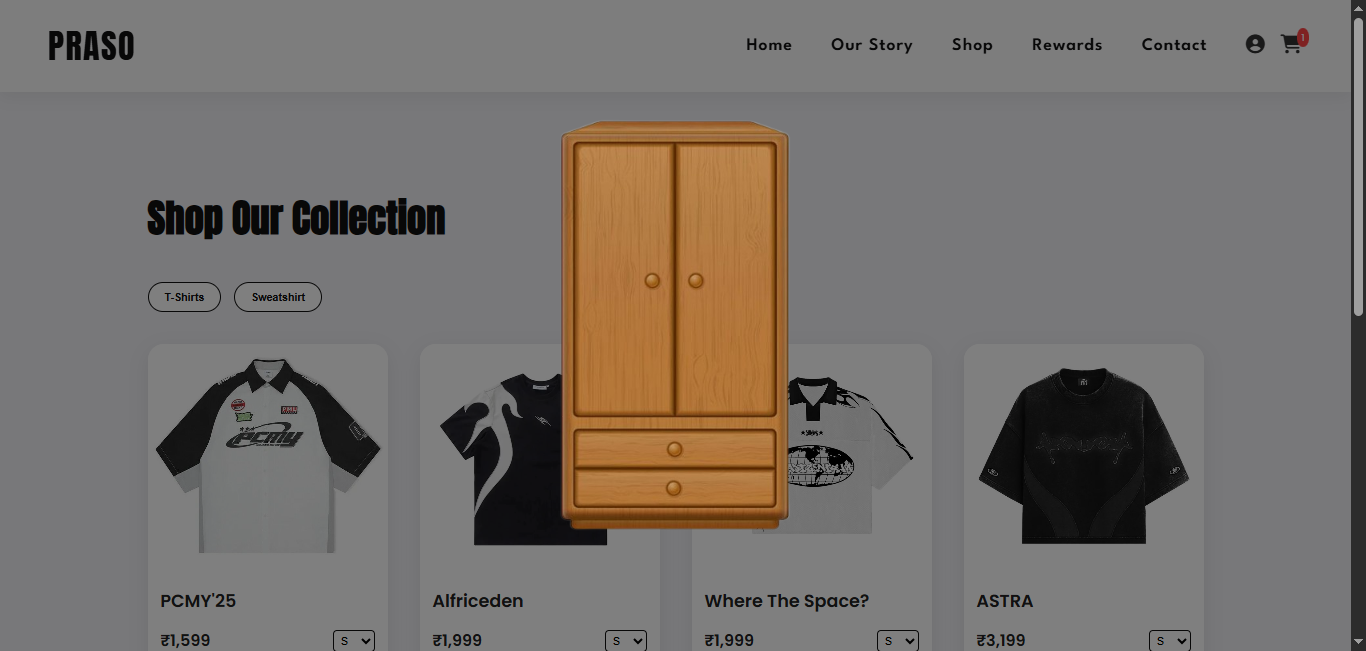 PRASO
Home Our Story Shop Rewards Contact 1
Shop Our Collection
T-Shirts Sweatshirt
PCMY
PCMY'25 Alfriceden Where The Space? ASTRA
₹1,599 S ₹1,999 S ₹1,999 S ₹3,199 S